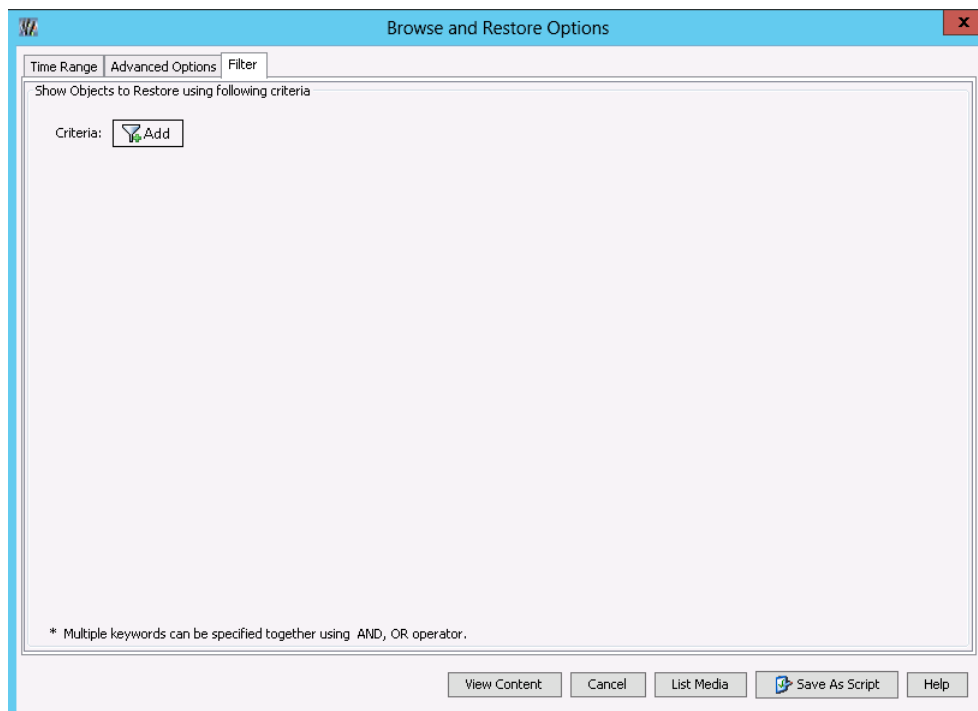 Browse and Restore Options
x
Time Range Advanced Options Filter
Show Objects to Restore using following criteria
Criteria: Add
* Multiple keywords can be specified together using AND, OR operator.
View Content Cancel List Media Save As Script Help